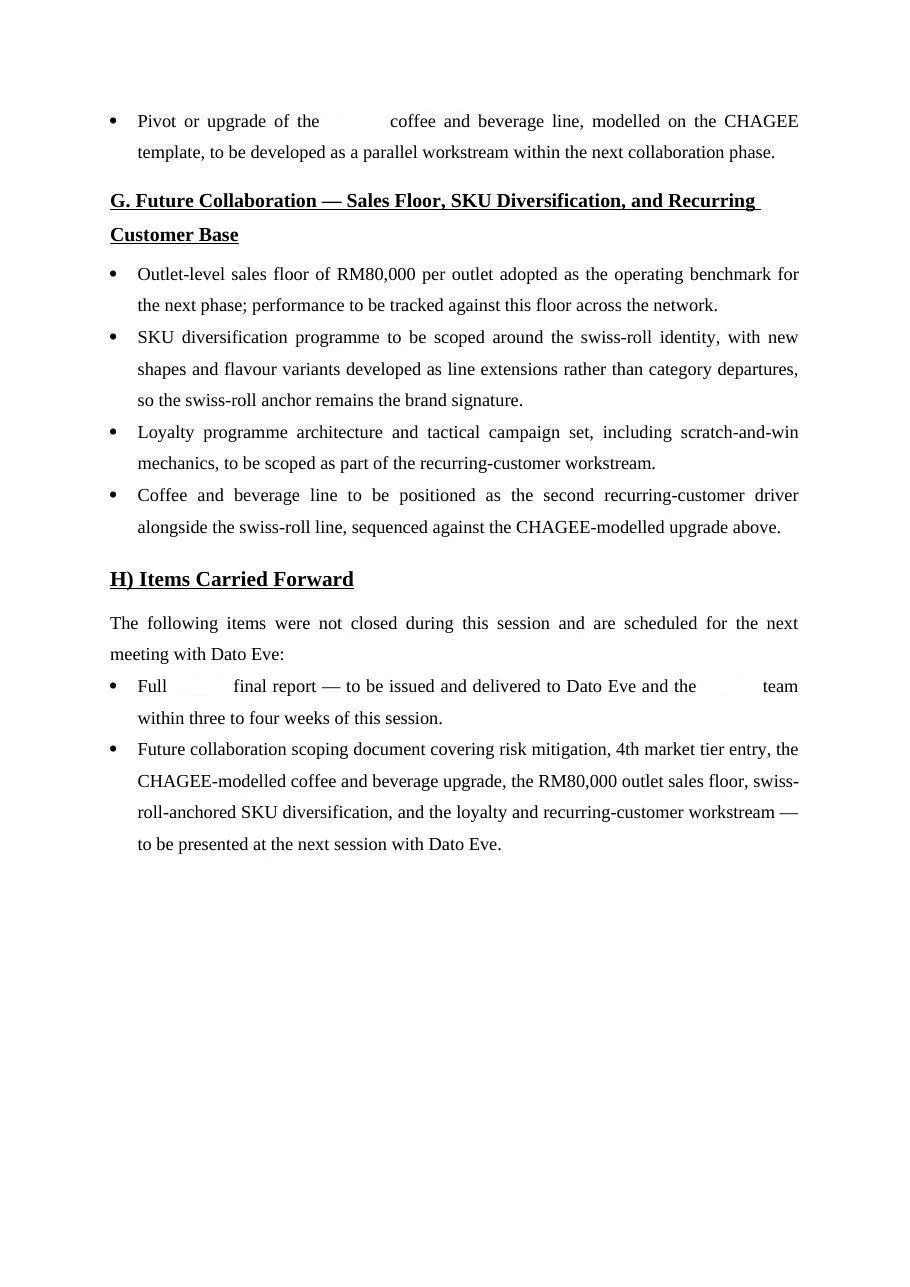 • Pivot or upgrade of the coffee and beverage line, modelled on the CHAGEE
template, to be developed as a parallel workstream within the next collaboration phase.
G. Future Collaboration — Sales Floor, SKU Diversification, and Recurring
Customer Base
• Outlet-level sales floor of RM80,000 per outlet adopted as the operating benchmark for
the next phase; performance to be tracked against this floor across the network.
• SKU diversification programme to be scoped around the swiss-roll identity, with new
shapes and flavour variants developed as line extensions rather than category departures,
so the swiss-roll anchor remains the brand signature.
• Loyalty programme architecture and tactical campaign set, including scratch-and-win
mechanics, to be scoped as part of the recurring-customer workstream.
• Coffee and beverage line to be positioned as the second recurring-customer driver
alongside the swiss-roll line, sequenced against the CHAGEE-modelled upgrade above.
H) Items Carried Forward
The following items were not closed during this session and are scheduled for the next
meeting with Dato Eve:
• Full final report — to be issued and delivered to Dato Eve and the team
within three to four weeks of this session.
• Future collaboration scoping document covering risk mitigation, 4th market tier entry, the
CHAGEE-modelled coffee and beverage upgrade, the RM80,000 outlet sales floor, swiss-
roll-anchored SKU diversification, and the loyalty and recurring-customer workstream —
to be presented at the next session with Dato Eve.